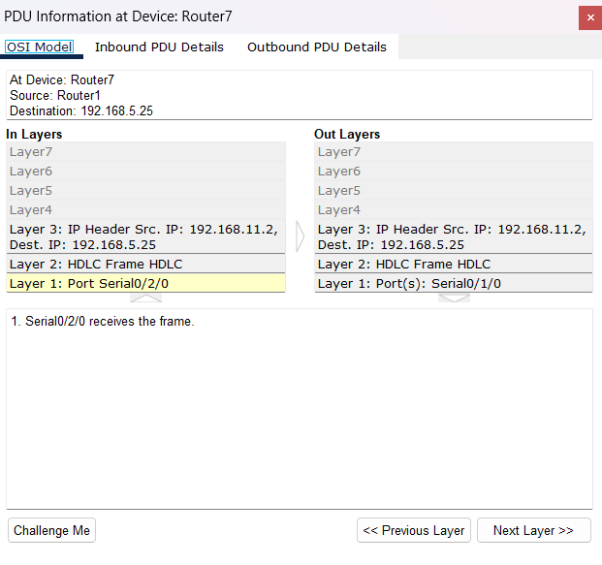 PDU Information at Device: Router7
×
OSI Model Inbound PDU Details Outbound PDU Details
At Device: Router7
Source: Router1
Destination: 192.168.5.25
In Layers
Layer7
Layer6
Layer5
Layer4
Layer 3: IP Header Src. IP: 192.168.11.2,
Dest. IP: 192.168.5.25
Layer 2: HDLC Frame HDLC
Layer 1: Port Serial0/2/0
Out Layers
Layer7
Layer6
Layer5
Layer4
Layer 3: IP Header Src. IP: 192.168.11.2,
Dest. IP: 192.168.5.25
Layer 2: HDLC Frame HDLC
Layer 1: Port(s): Serial0/1/0
1. Serial0/2/0 receives the frame.
Challenge Me << Previous Layer Next Layer >>